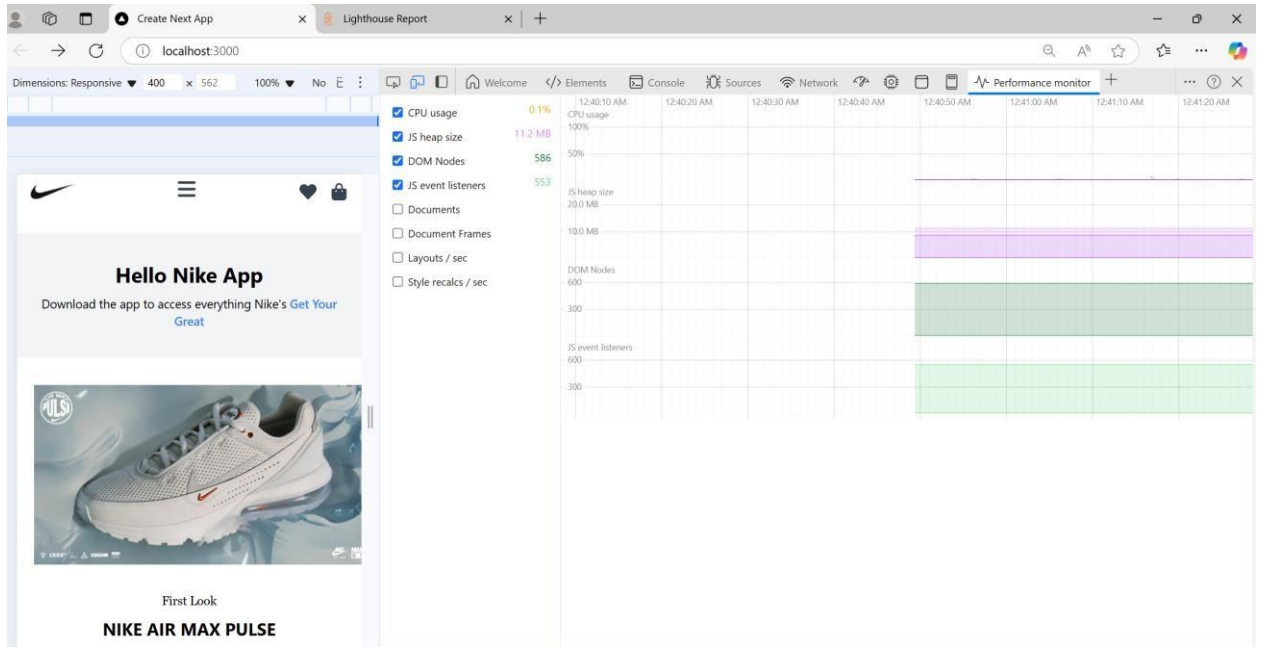 Create Next App
Lighthouse Report
localhost:3000
Dimensions: Responsive 400 x 562 100% No E
Welcome Elements Console Sources Network Performance monitor
Hello Nike App
Download the app to access everything Nike's Get Your
Great
PULSE
First Look
NIKE AIR MAX PULSE
CPU usage 0.1%
JS heap size 11.2 MB
DOM Nodes 586
JS event listeners 553
Documents
Document Frames
Layouts / sec
Style recalcs / sec
12:40:10 AM 12:40:20 AM 12:40:30 AM 12:40:40 AM 12:40:50 AM 12:41:00 AM 12:41:10 AM 12:41:20 AM
CPU usage
100%
50%
JS heap size
20.0 MB
10.0 MB
DOM Nodes
600
300
JS event listeners
600
300